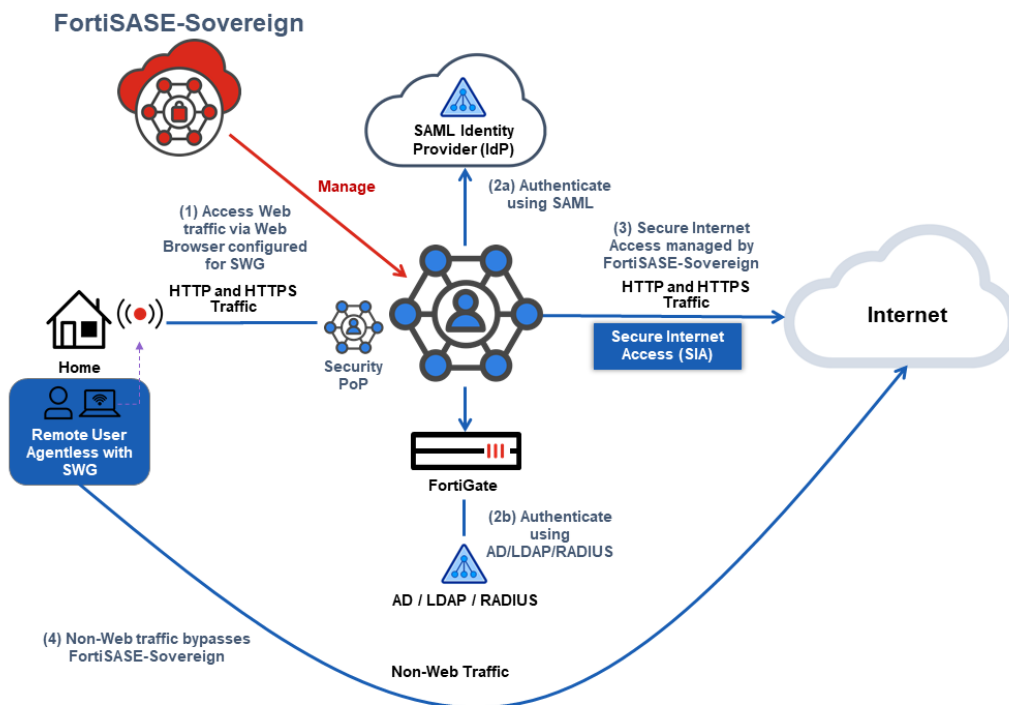 FortiSASE-Sovereign
SAML Identity
Provider (IdP)
Manage
(2a) Authenticate
using SAML
(1) Access Web
traffic via Web
Browser configured
for SWG
(3) Secure Internet
Access managed by
FortiSASE-Sovereign
HTTP and HTTPS
Traffic
HTTP and HTTPS
Traffic
Internet
Secure Internet
Access (SIA)
Security
PoP
Home
Remote User
Agentless with
SWG
FortiGate
(2b) Authenticate
using
AD/LDAP/RADIUS
AD / LDAP / RADIUS
(4) Non-Web traffic bypasses
FortiSASE-Sovereign
Non-Web Traffic